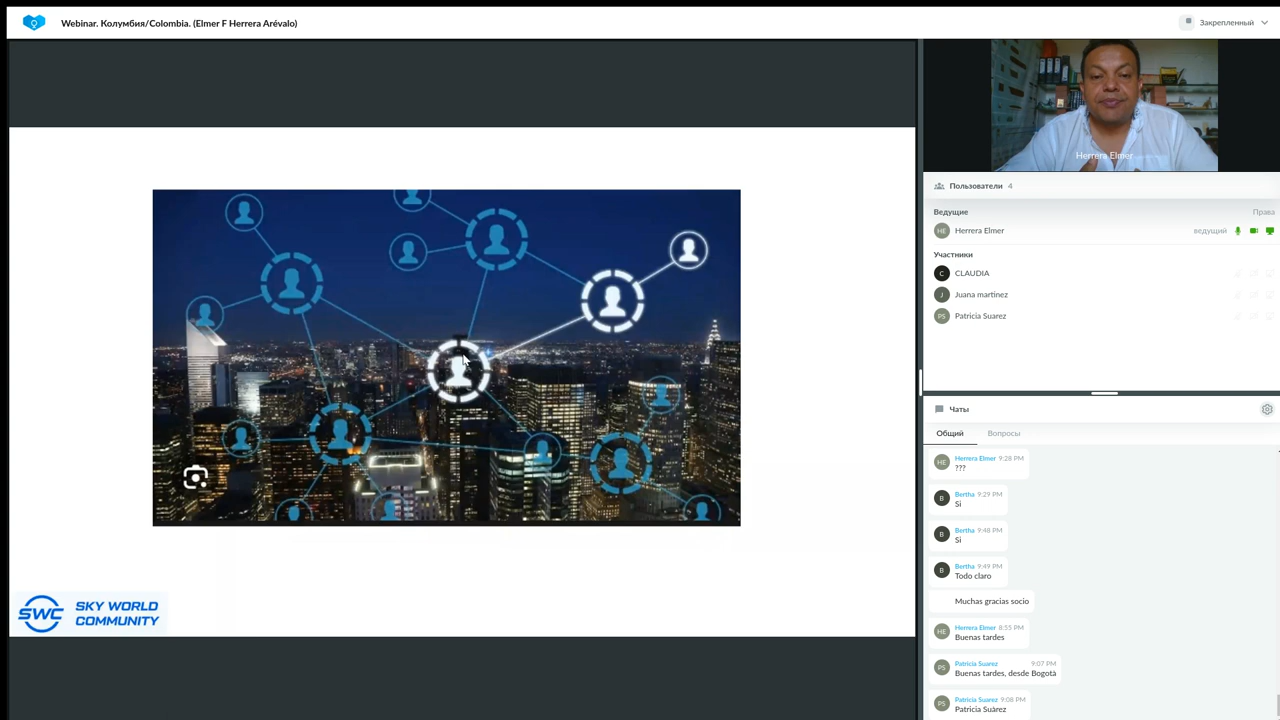 Webinar. Колумбия/Colombia. (Elmer F Herrera Arévalo)
Закрепленный
Herrera Elmer
Пользователи 4
Ведущие Права
HE Herrera Elmer ведущий
Участники
C CLAUDIA
J Juana martinez
PS Patricia Suarez
Чаты
Общий Вопросы
HE Herrera Elmer 9:28 PM
???
B Bertha 9:29 PM
Si
B Bertha 9:48 PM
Si
B Bertha 9:49 PM
Todo claro
Muchas gracias socio
HE Herrera Elmer 8:55 PM
Buenas tardes
PS Patricia Suarez 9:07 PM
Buenas tardes, desde Bogotà
PS Patricia Suarez 9:08 PM
Patricia Suàrez
SWC SKY WORLD
COMMUNITY